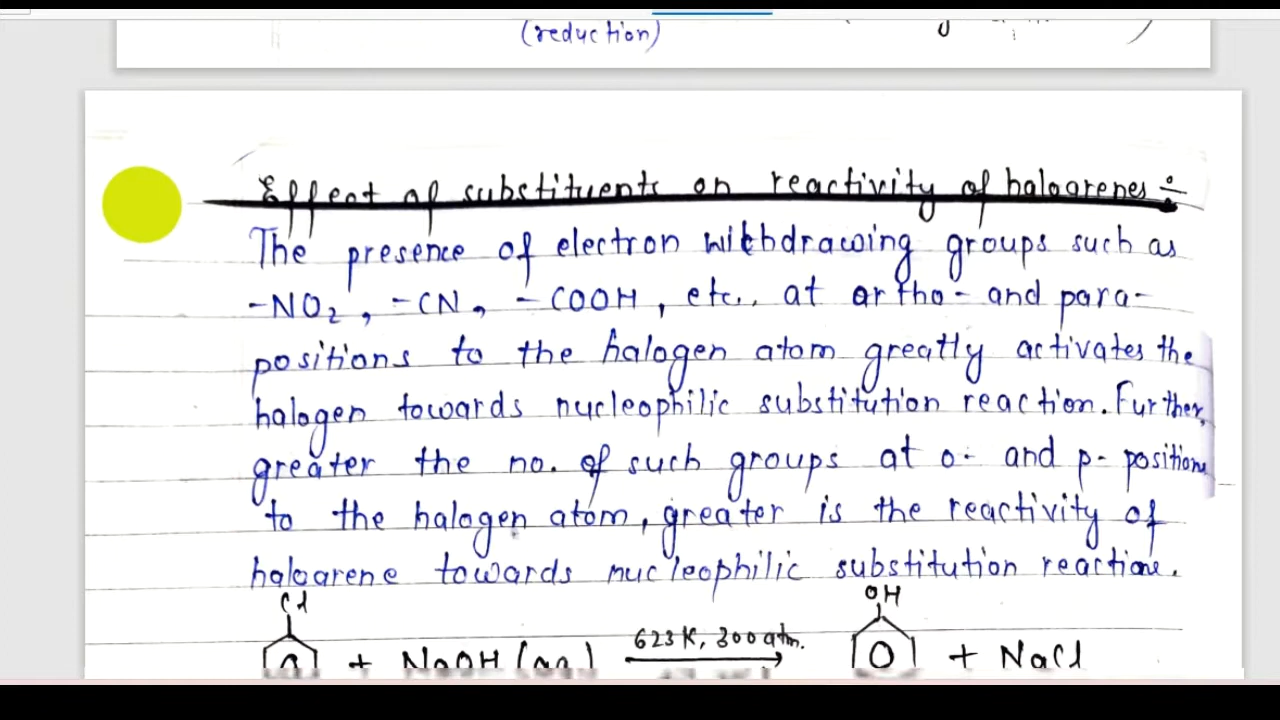 (reduction)
Effect of substituents on reactivity of haloarenes :-
The presence of electron withdrawing groups such as
-NO₂, -CN, -COOH, etc., at ortho- and para-
positions to the halogen atom greatly activates the
halogen towards nucleophilic substitution reaction. Further,
greater the no. of such groups at o- and p- positions
to the halogen atom, greater is the reactivity of
haloarene towards nucleophilic substitution reactions.
Cl
OH
+ NaOH (aq) 623 K, 300 atm. + NaCl